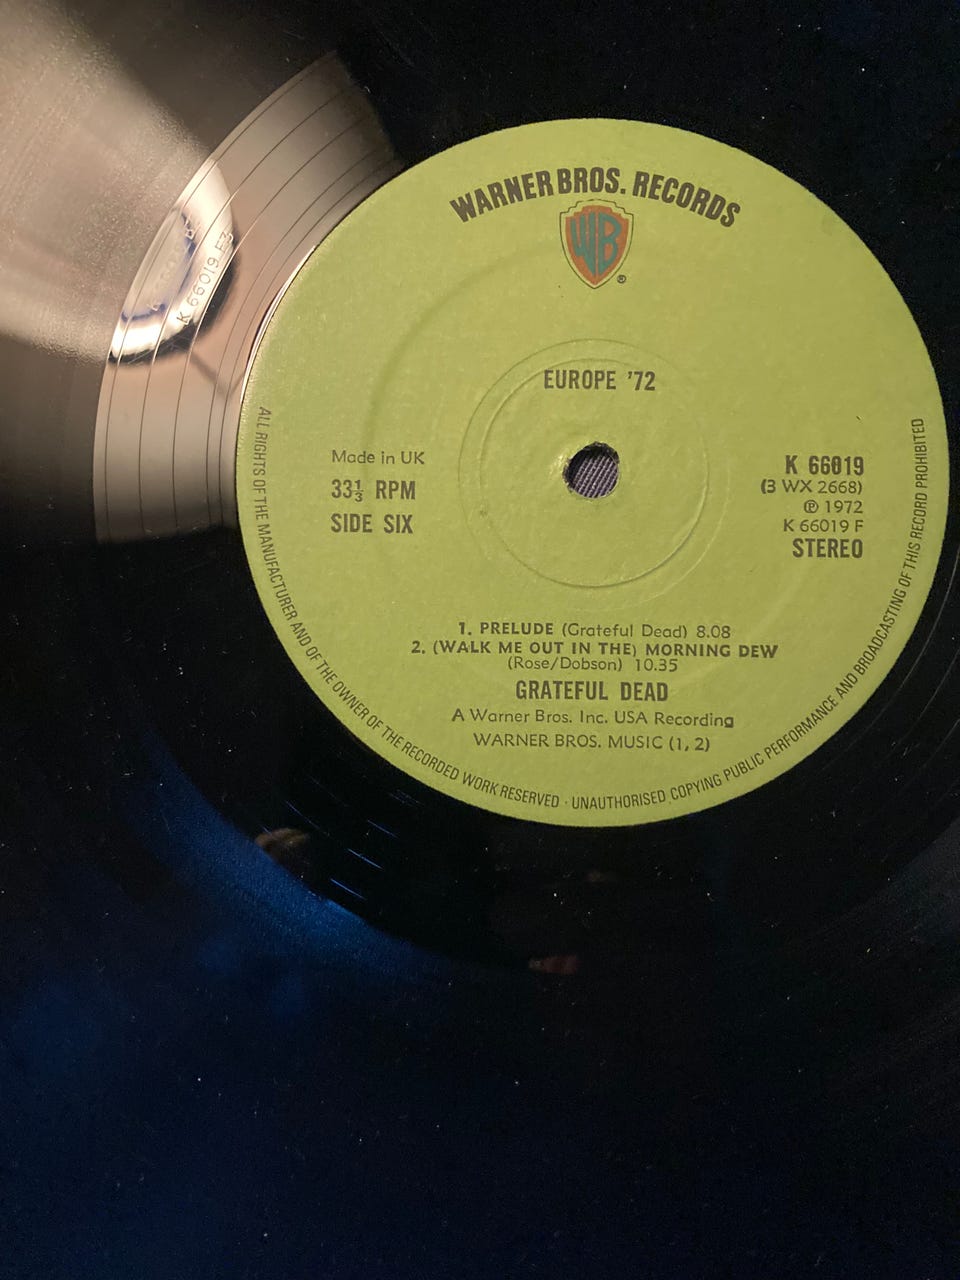 WARNER BROS. RECORDS
WB
®
EUROPE '72
Made in UK
33⅓ RPM
SIDE SIX
K 66019
(3 WX 2668)
℗ 1972
K 66019 F
STEREO
1. PRELUDE (Grateful Dead) 8.08
2. (WALK ME OUT IN THE) MORNING DEW
(Rose/Dobson) 10.35
GRATEFUL DEAD
A Warner Bros. Inc. USA Recording
WARNER BROS. MUSIC (1, 2)
ALL RIGHTS OF THE MANUFACTURER AND OF THE OWNER OF THE RECORDED WORK RESERVED · UNAUTHORISED COPYING PUBLIC PERFORMANCE AND BROADCASTING OF THIS RECORD PROHIBITED
K 66019 F3